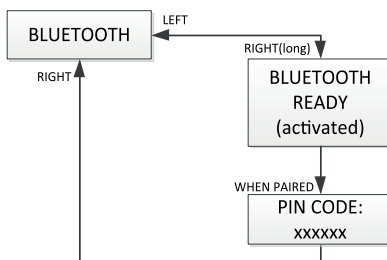 BLUETOOTH
LEFT
RIGHT(long)
RIGHT
BLUETOOTH
READY
(activated)
WHEN PAIRED
PIN CODE:
xxxxxx